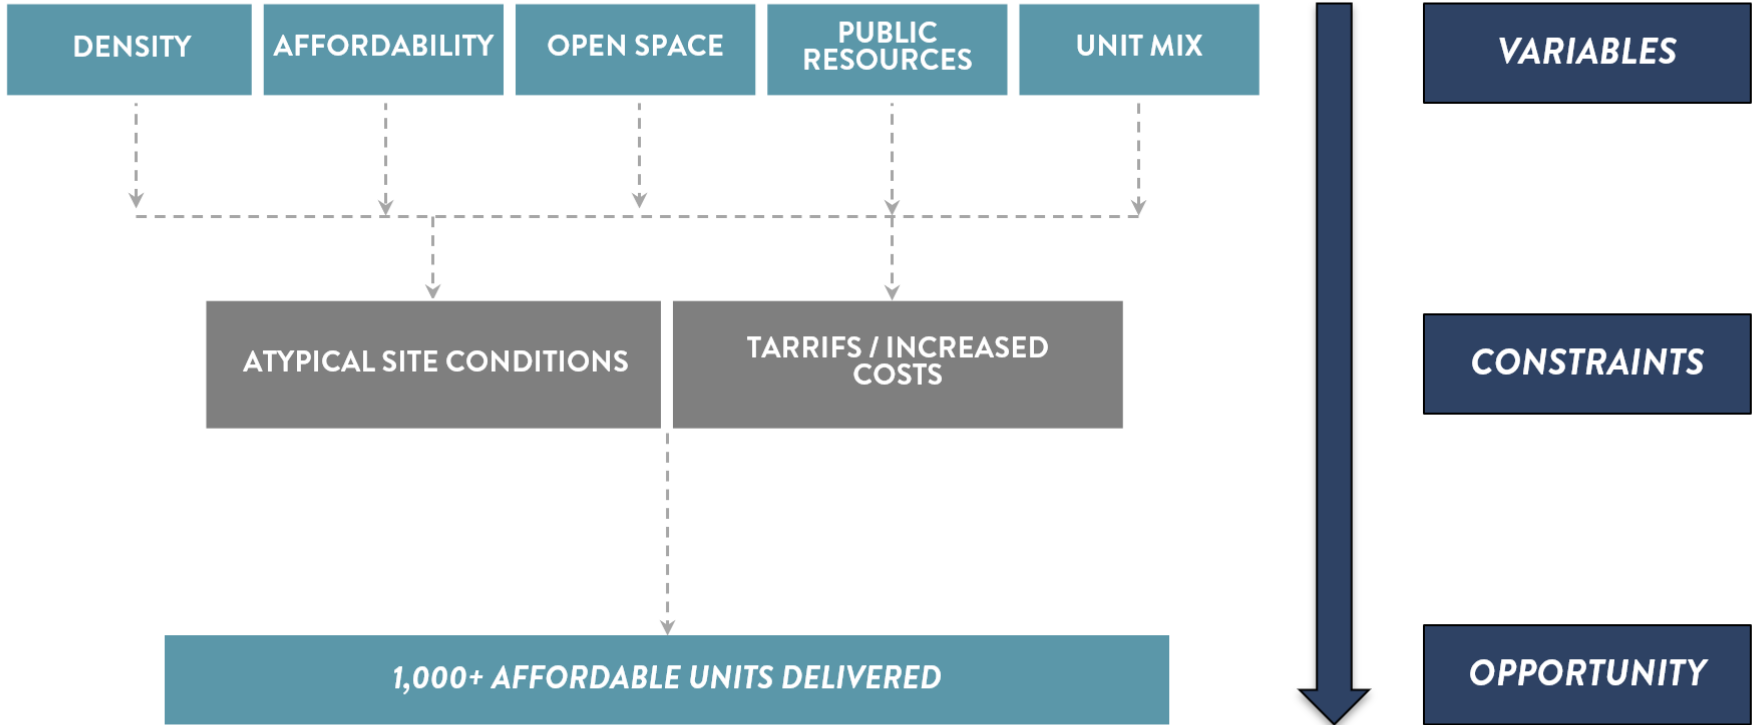 DENSITY
AFFORDABILITY
OPEN SPACE
PUBLIC
RESOURCES
UNIT MIX
VARIABLES
ATYPICAL SITE CONDITIONS
TARRIFS / INCREASED
COSTS
CONSTRAINTS
1,000+ AFFORDABLE UNITS DELIVERED
OPPORTUNITY